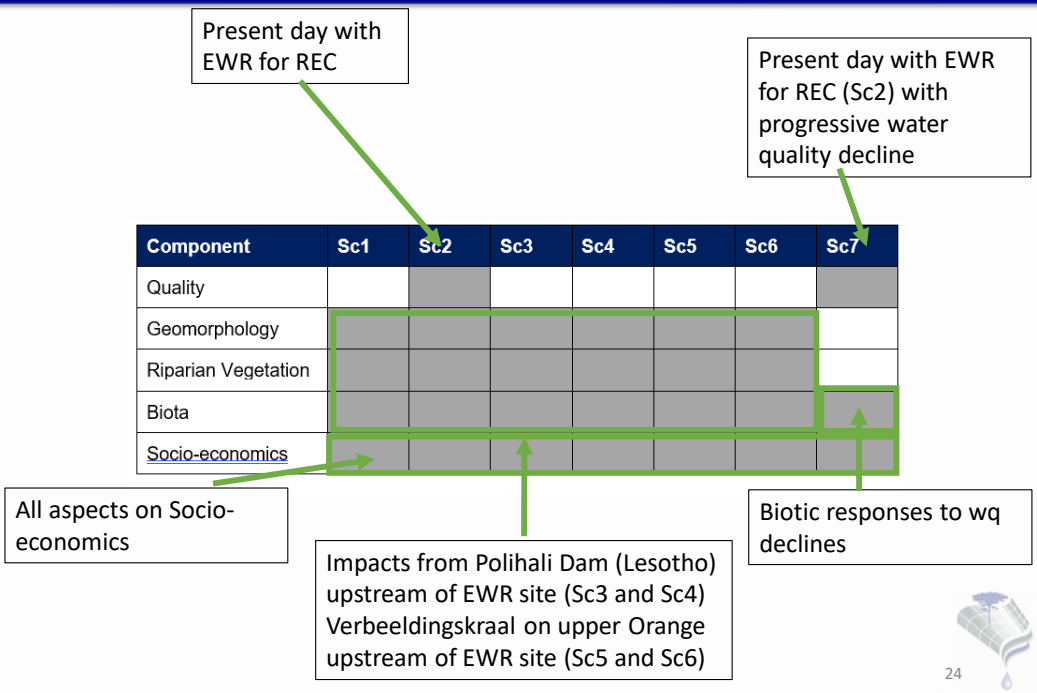 Present day with
EWR for REC
Present day with EWR
for REC (Sc2) with
progressive water
quality decline
Component Sc1 Sc2 Sc3 Sc4 Sc5 Sc6 Sc7
Quality
Geomorphology
Riparian Vegetation
Biota
Socio-economics
All aspects on Socio-
economics
Impacts from Polihali Dam (Lesotho)
upstream of EWR site (Sc3 and Sc4)
Verbeeldingskraal on upper Orange
upstream of EWR site (Sc5 and Sc6)
Biotic responses to wq
declines
24